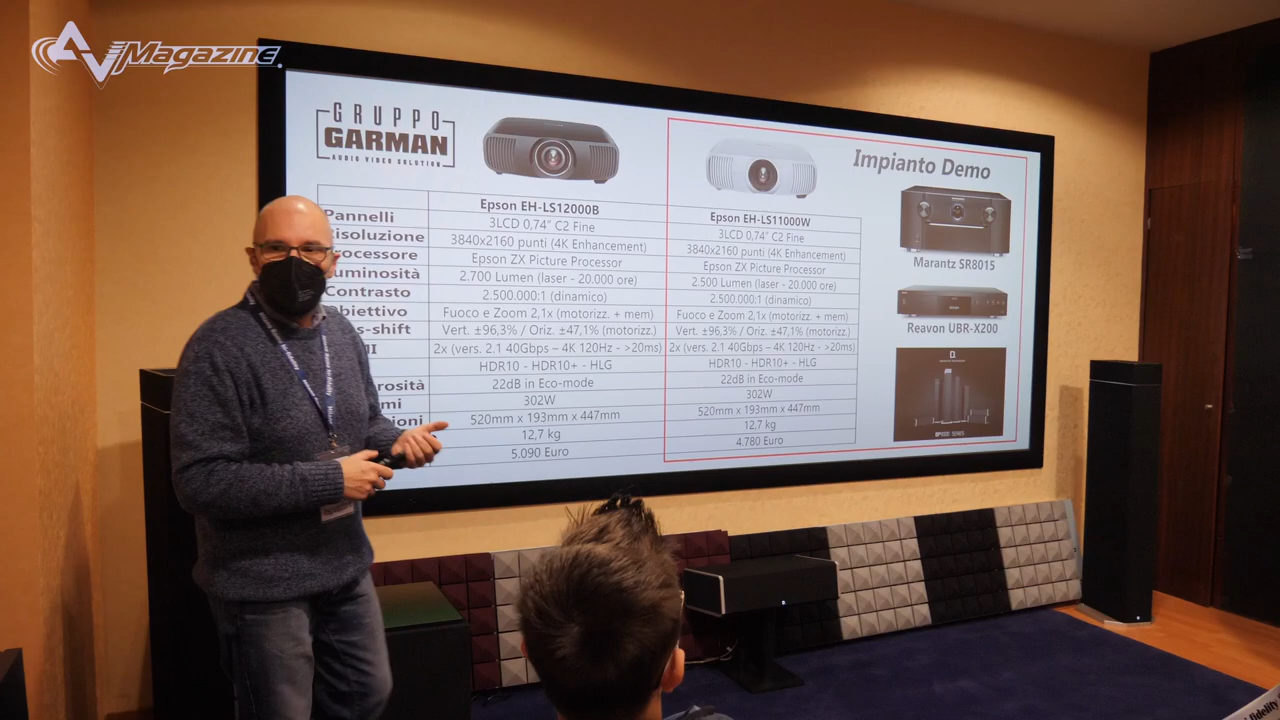 AV Magazine
GRUPPO
GARMAN
AUDIO VIDEO SOLUTION
Impianto Demo
Epson EH-LS12000B
Epson EH-LS11000W
Pannelli
3LCD 0,74" C2 Fine
3LCD 0,74" C2 Fine
isoluzione
3840x2160 punti (4K Enhancement)
3840x2160 punti (4K Enhancement)
rocessore
Epson ZX Picture Processor
Epson ZX Picture Processor
uminosità
2.700 Lumen (laser - 20.000 ore)
2.500 Lumen (laser - 20.000 ore)
Contrasto
2.500.000:1 (dinamico)
2.500.000:1 (dinamico)
biettivo
Fuoco e Zoom 2,1x (motorizz. + mem)
Fuoco e Zoom 2,1x (motorizz. + mem)
s-shift
Vert. ±96,3% / Oriz. ±47,1% (motorizz.)
Vert. ±96,3% / Oriz. ±47,1% (motorizz.)
MI
2x (vers. 2.1 40Gbps – 4K 120Hz - >20ms)
2x (vers. 2.1 40Gbps – 4K 120Hz - >20ms)
HDR10 - HDR10+ - HLG
HDR10 - HDR10+ - HLG
orosità
22dB in Eco-mode
22dB in Eco-mode
mi
302W
302W
ioni
520mm x 193mm x 447mm
520mm x 193mm x 447mm
12,7 kg
12,7 kg
5.090 Euro
4.780 Euro
Marantz SR8015
Reavon UBR-X200
D.
BP9000 SERIES